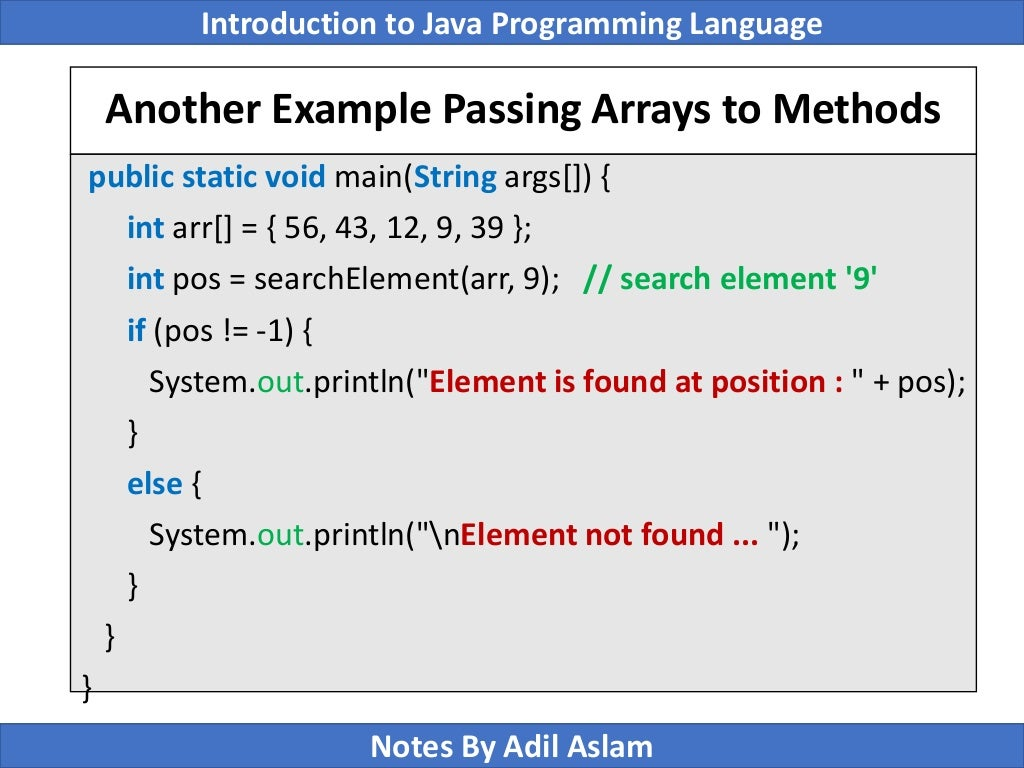 Introduction to Java Programming Language
Another Example Passing Arrays to Methods
public static void main(String args[]) {
int arr[] = { 56, 43, 12, 9, 39 };
int pos = searchElement(arr, 9);   // search element '9'
if (pos != -1) {
System.out.println("Element is found at position : " + pos);
}
else {
System.out.println("\nElement not found ... ");
}
}
}
Notes By Adil Aslam